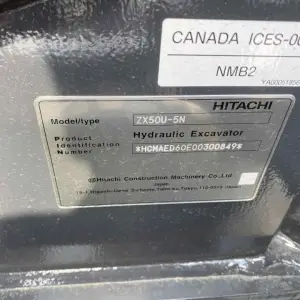 CANADA ICES-00
NMB2
HITACHI
Model/type ZX50U-5N
Hydraulic Excavator
Product Identification Number *HCMAED60E00300849*
©Hitachi Construction Machinery Co.,Ltd.
Japan